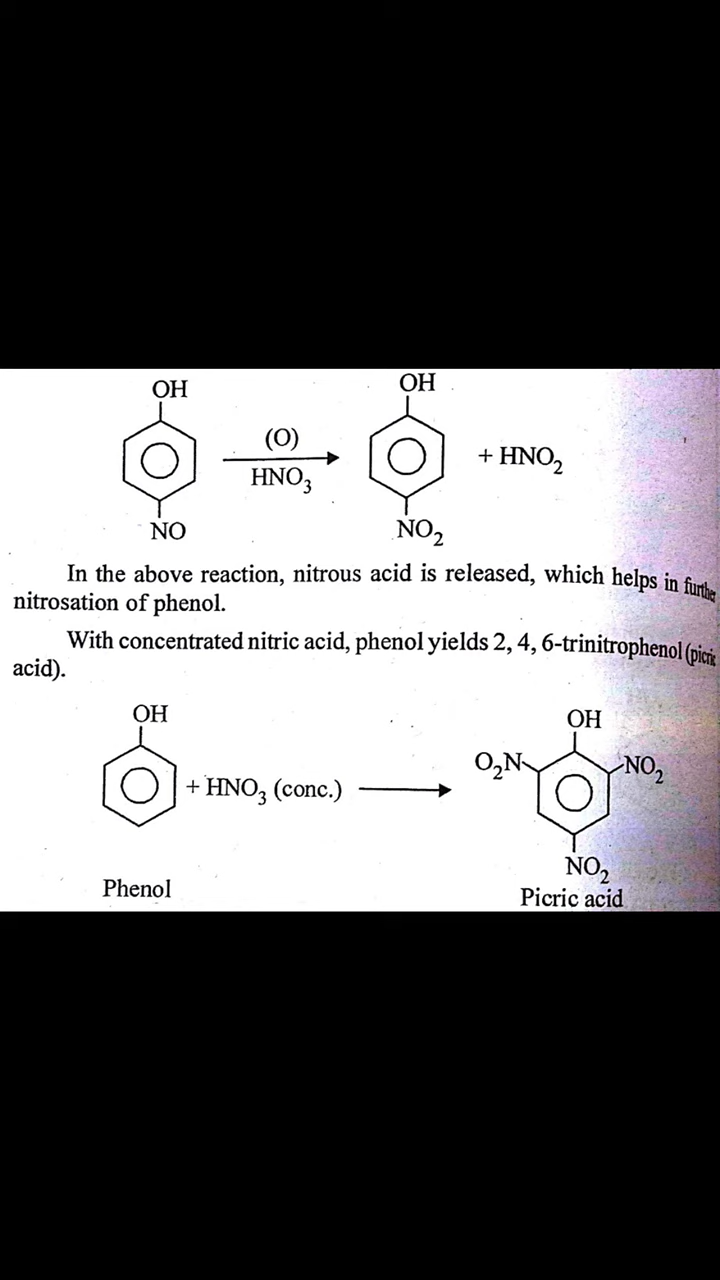 OH
OH
(O)
HNO₃
+ HNO₂
NO
NO₂
In the above reaction, nitrous acid is released, which helps in further
nitrosation of phenol.
With concentrated nitric acid, phenol yields 2, 4, 6-trinitrophenol (picric
acid).
OH
OH
O₂N
NO₂
+ HNO₃ (conc.)
NO₂
Phenol
Picric acid